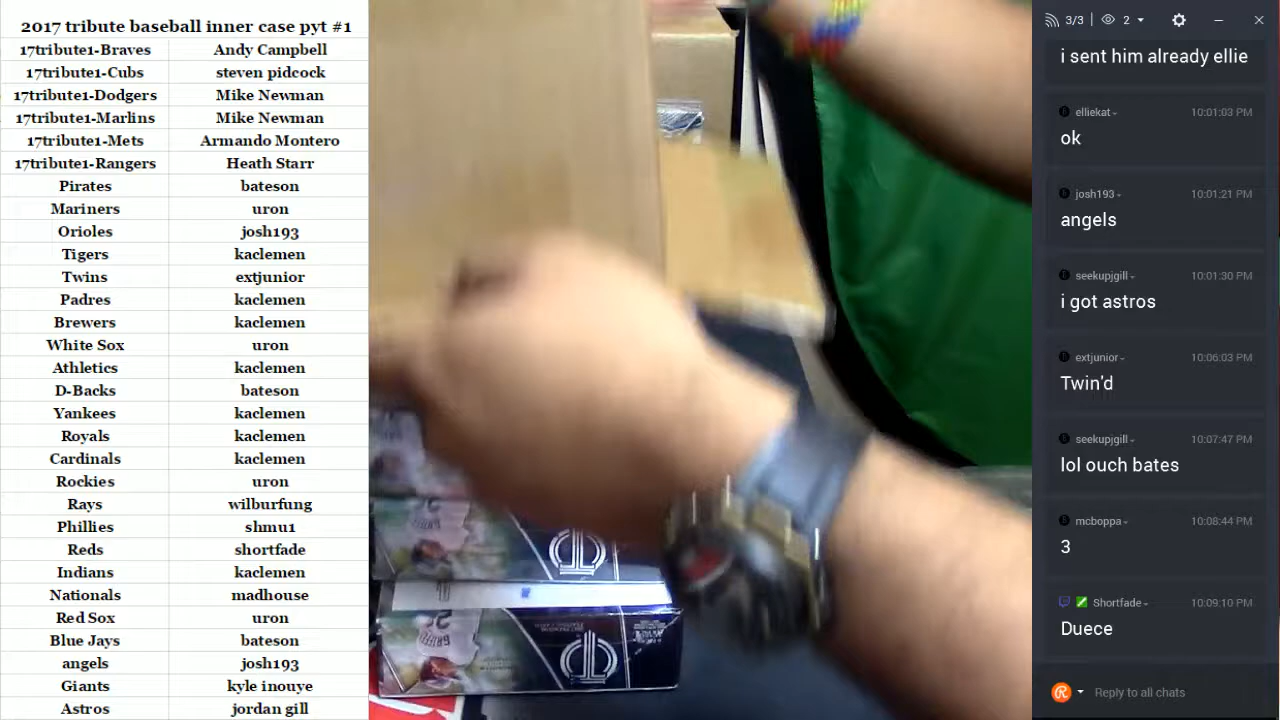 2017 tribute baseball inner case pyt #1
17tribute1-Braves Andy Campbell
17tribute1-Cubs steven pidcock
17tribute1-Dodgers Mike Newman
17tribute1-Marlins Mike Newman
17tribute1-Mets Armando Montero
17tribute1-Rangers Heath Starr
Pirates bateson
Mariners uron
Orioles josh193
Tigers kaclemen
Twins extjunior
Padres kaclemen
Brewers kaclemen
White Sox uron
Athletics kaclemen
D-Backs bateson
Yankees kaclemen
Royals kaclemen
Cardinals kaclemen
Rockies uron
Rays wilburfung
Phillies shmu1
Reds shortfade
Indians kaclemen
Nationals madhouse
Red Sox uron
Blue Jays bateson
angels josh193
Giants kyle inouye
Astros jordan gill
3/3 2
i sent him already ellie
elliekat 10:01:03 PM
ok
josh193 10:01:21 PM
angels
seekupjgill 10:01:30 PM
i got astros
extjunior 10:06:03 PM
Twin'd
seekupjgill 10:07:47 PM
lol ouch bates
mcboppa 10:08:44 PM
3
Shortfade 10:09:10 PM
Duece
Reply to all chats